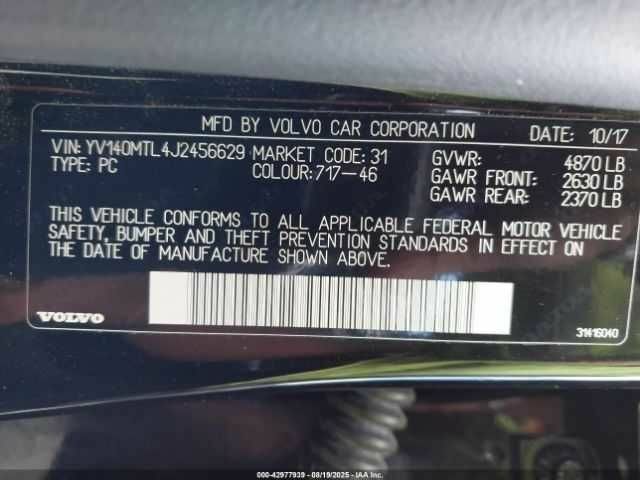 MFD BY VOLVO CAR CORPORATION DATE: 10/17
VIN: YV140MTL4J2456629 MARKET CODE: 31 GVWR: 4870 LB
TYPE: PC COLOUR: 717-46 GAWR FRONT: 2630 LB
GAWR REAR: 2370 LB
THIS VEHICLE CONFORMS TO ALL APPLICABLE FEDERAL MOTOR VEHICLE
SAFETY, BUMPER AND THEFT PREVENTION STANDARDS IN EFFECT ON
THE DATE OF MANUFACTURE SHOWN ABOVE.
VOLVO 31416040
000-42977939 - 08/19/2025 - IAA Inc.